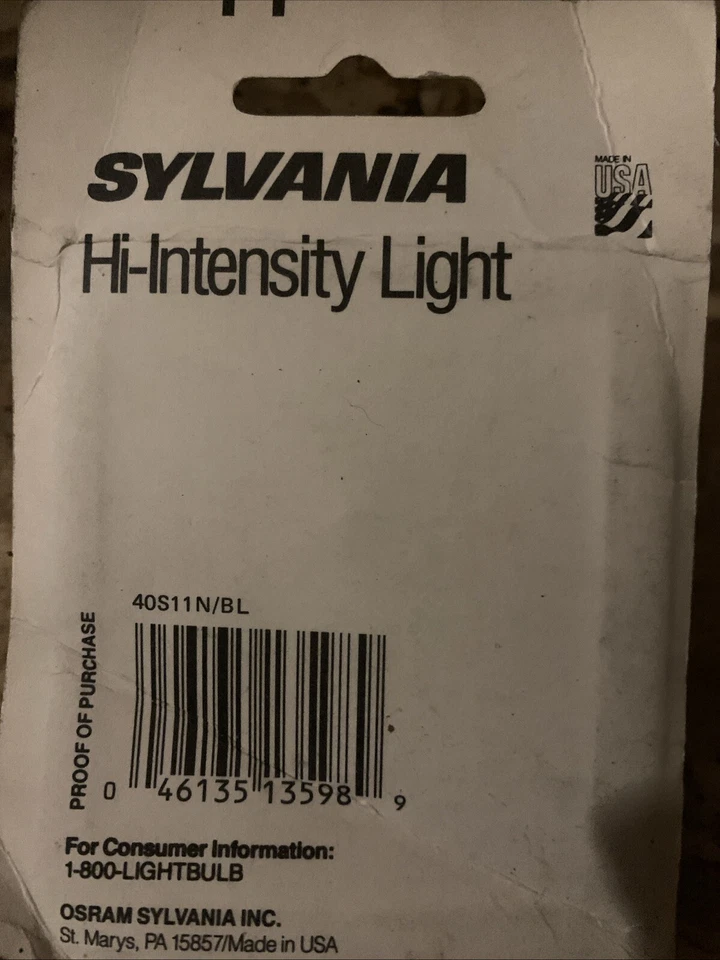 SYLVANIA
MADE IN
USA
Hi-Intensity Light
40S11N/BL
PROOF OF PURCHASE
0 46135 13598 9
For Consumer Information:
1-800-LIGHTBULB
OSRAM SYLVANIA INC.
St. Marys, PA 15857/Made in USA